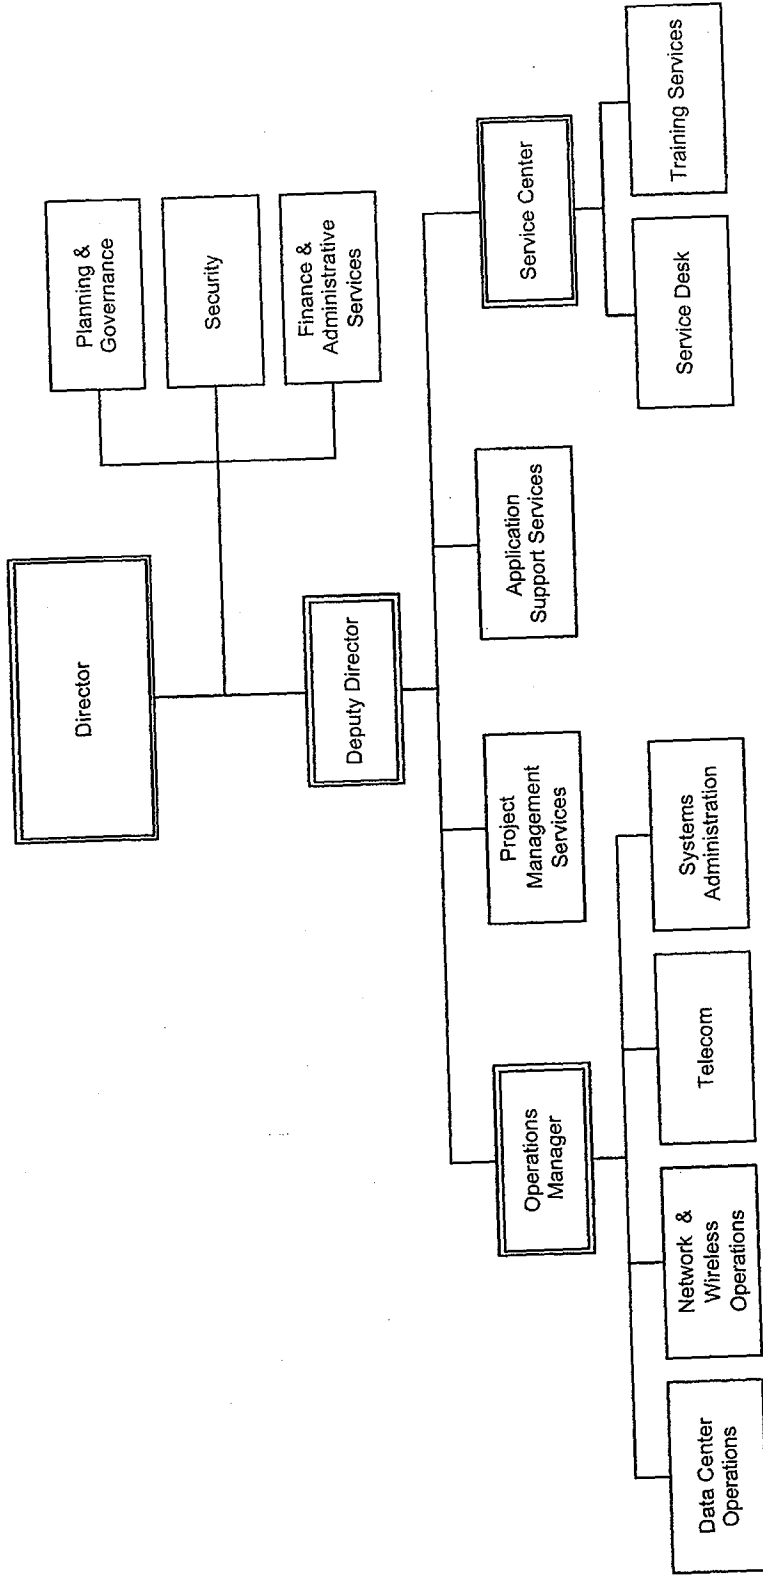 Director
Planning &
Governance
Security
Finance &
Administrative
Services
Deputy Director
Operations
Manager
Project
Management
Services
Application
Support Services
Service Center
Data Center
Operations
Network &
Wireless
Operations
Telecom
Systems
Administration
Service Desk
Training Services